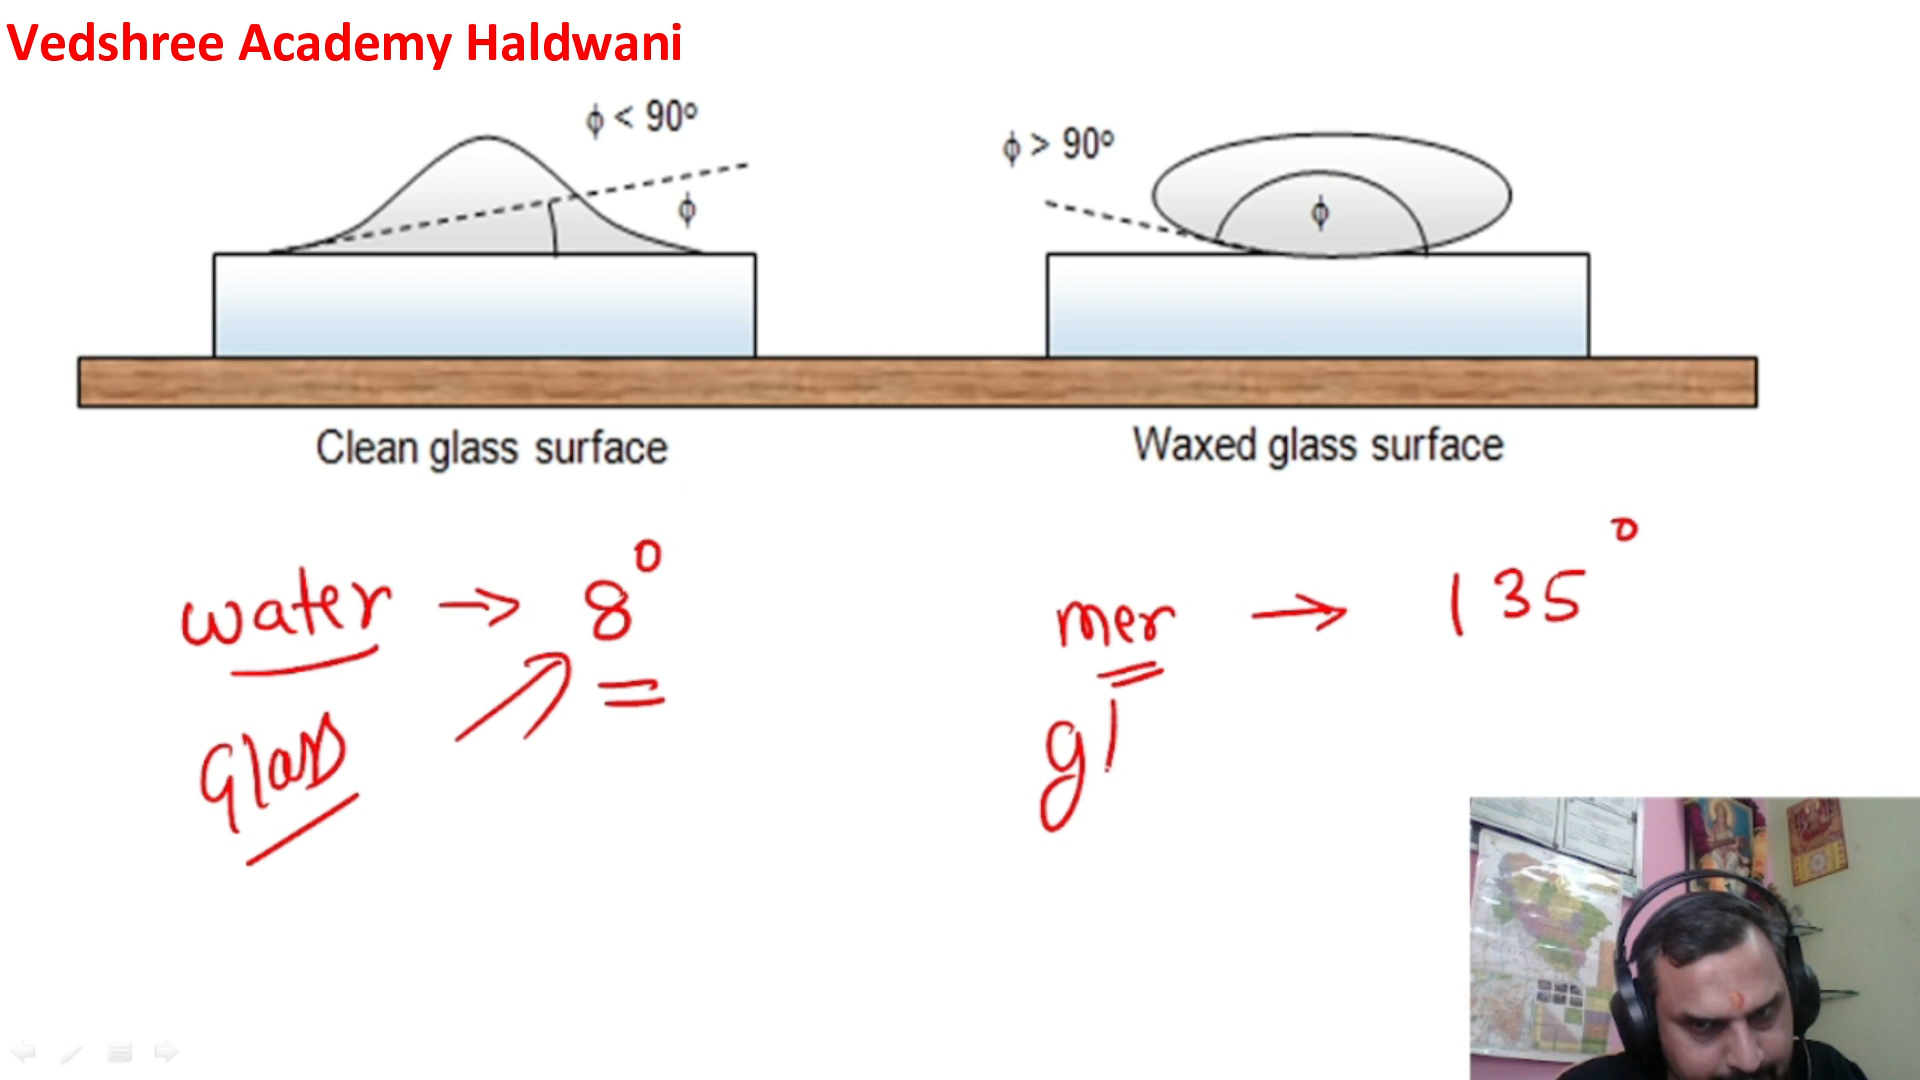 Vedshree Academy Haldwani
ϕ < 90°
ϕ
ϕ > 90°
ϕ
Clean glass surface
Waxed glass surface
water → 8°
Glass
mer → 135°
gl